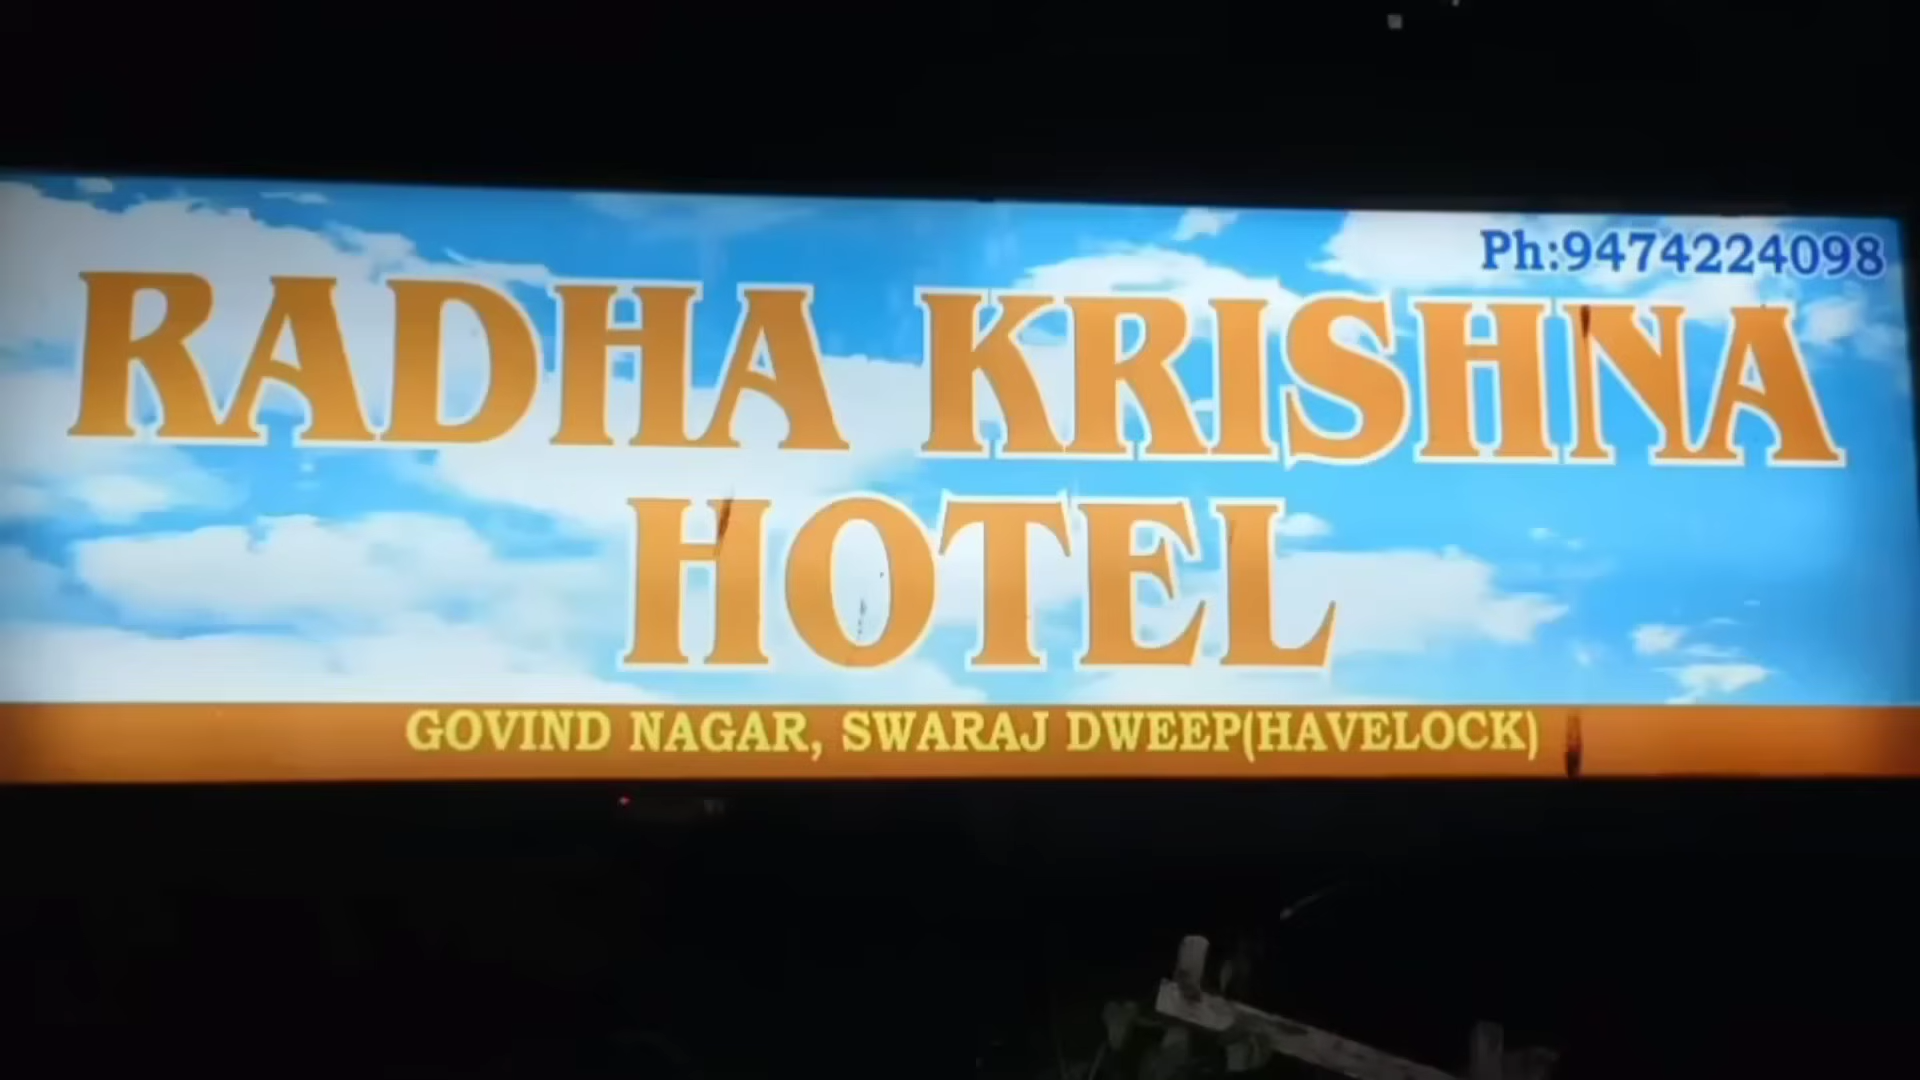 Ph:9474224098
RADHA KRISHNA
HOTEL
GOVIND NAGAR, SWARAJ DWEEP(HAVELOCK)